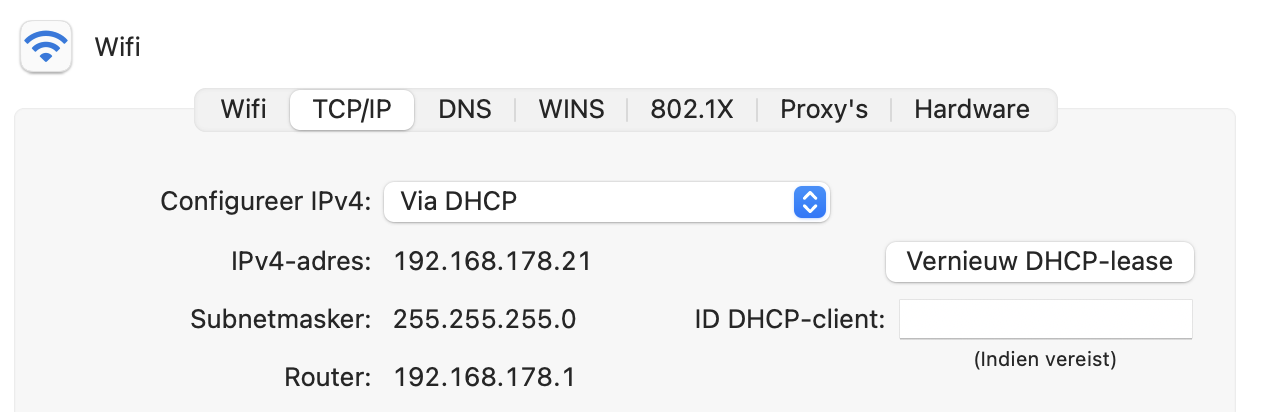 Wifi
Wifi TCP/IP DNS WINS 802.1X Proxy's Hardware
Configureer IPv4: Via DHCP
IPv4-adres: 192.168.178.21 Vernieuw DHCP-lease
Subnetmasker: 255.255.255.0 ID DHCP-client:
(Indien vereist)
Router: 192.168.178.1